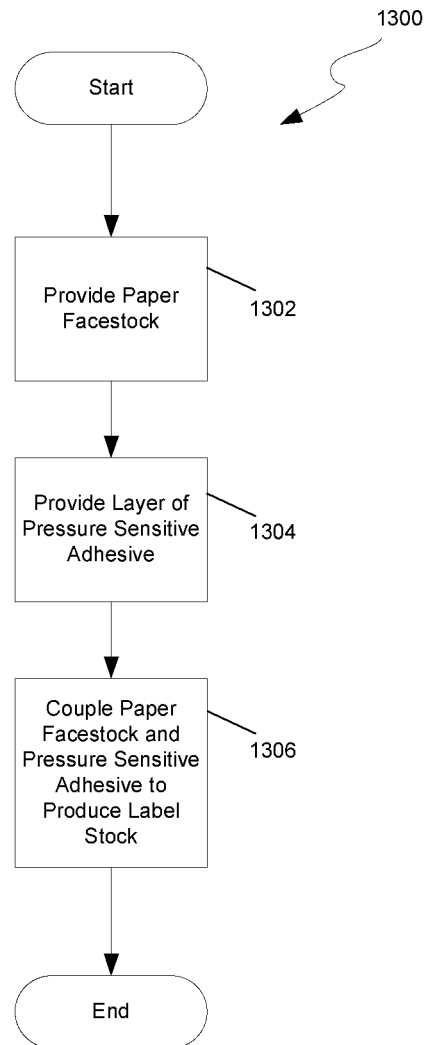 1300
Start
Provide Paper
Facestock
1302
Provide Layer of
Pressure Sensitive
Adhesive
1304
Couple Paper
Facestock and
Pressure Sensitive
Adhesive to
Produce Label
Stock
1306
End